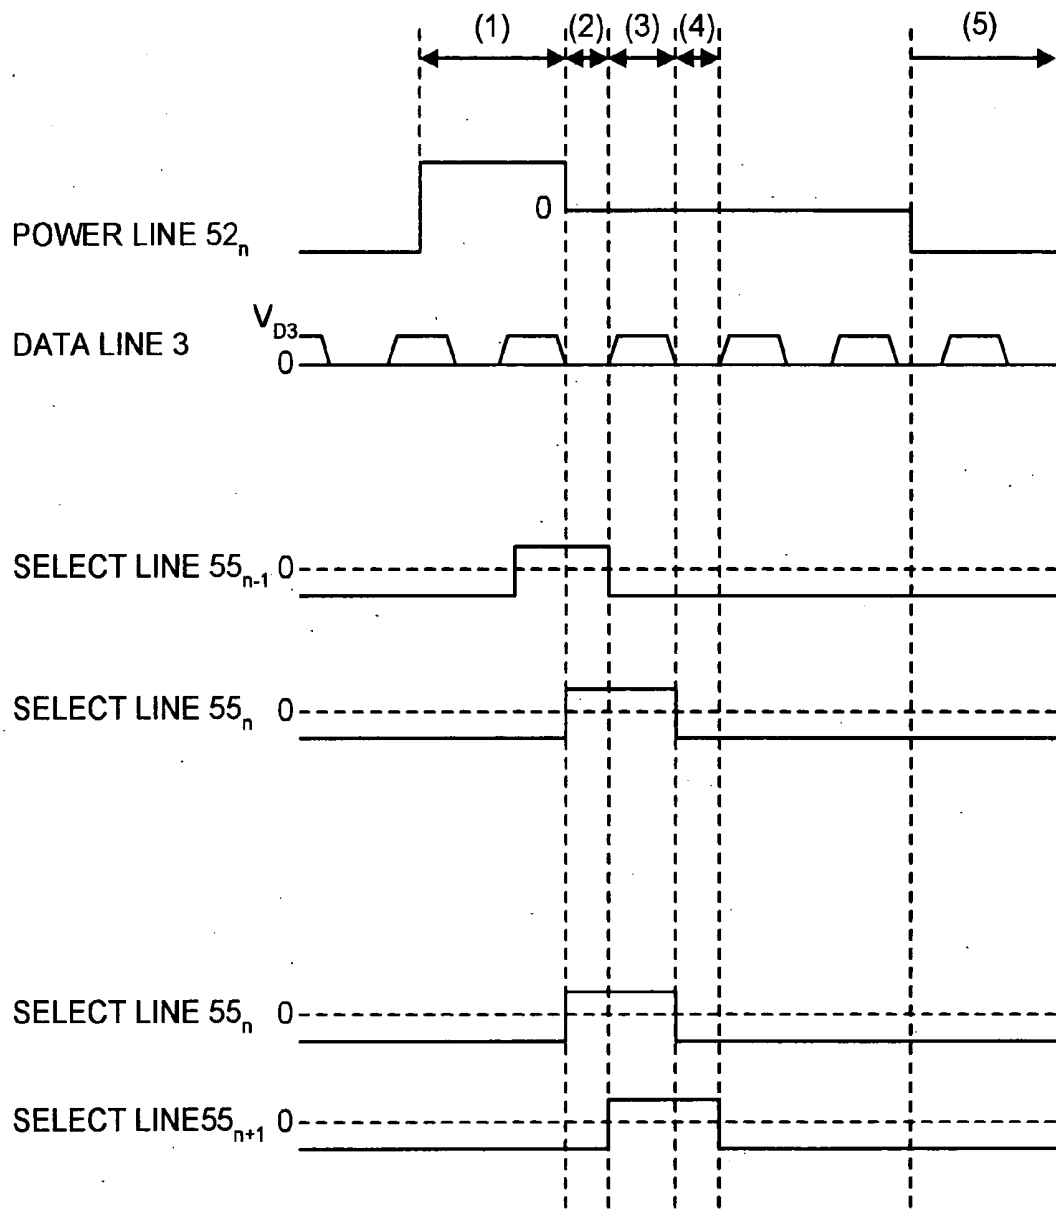 (1) (2) (3) (4) (5)
0
POWER LINE 52n
VD3
DATA LINE 3
0
SELECT LINE 55n-1 0
SELECT LINE 55n 0
SELECT LINE 55n 0
SELECT LINE55n+1 0